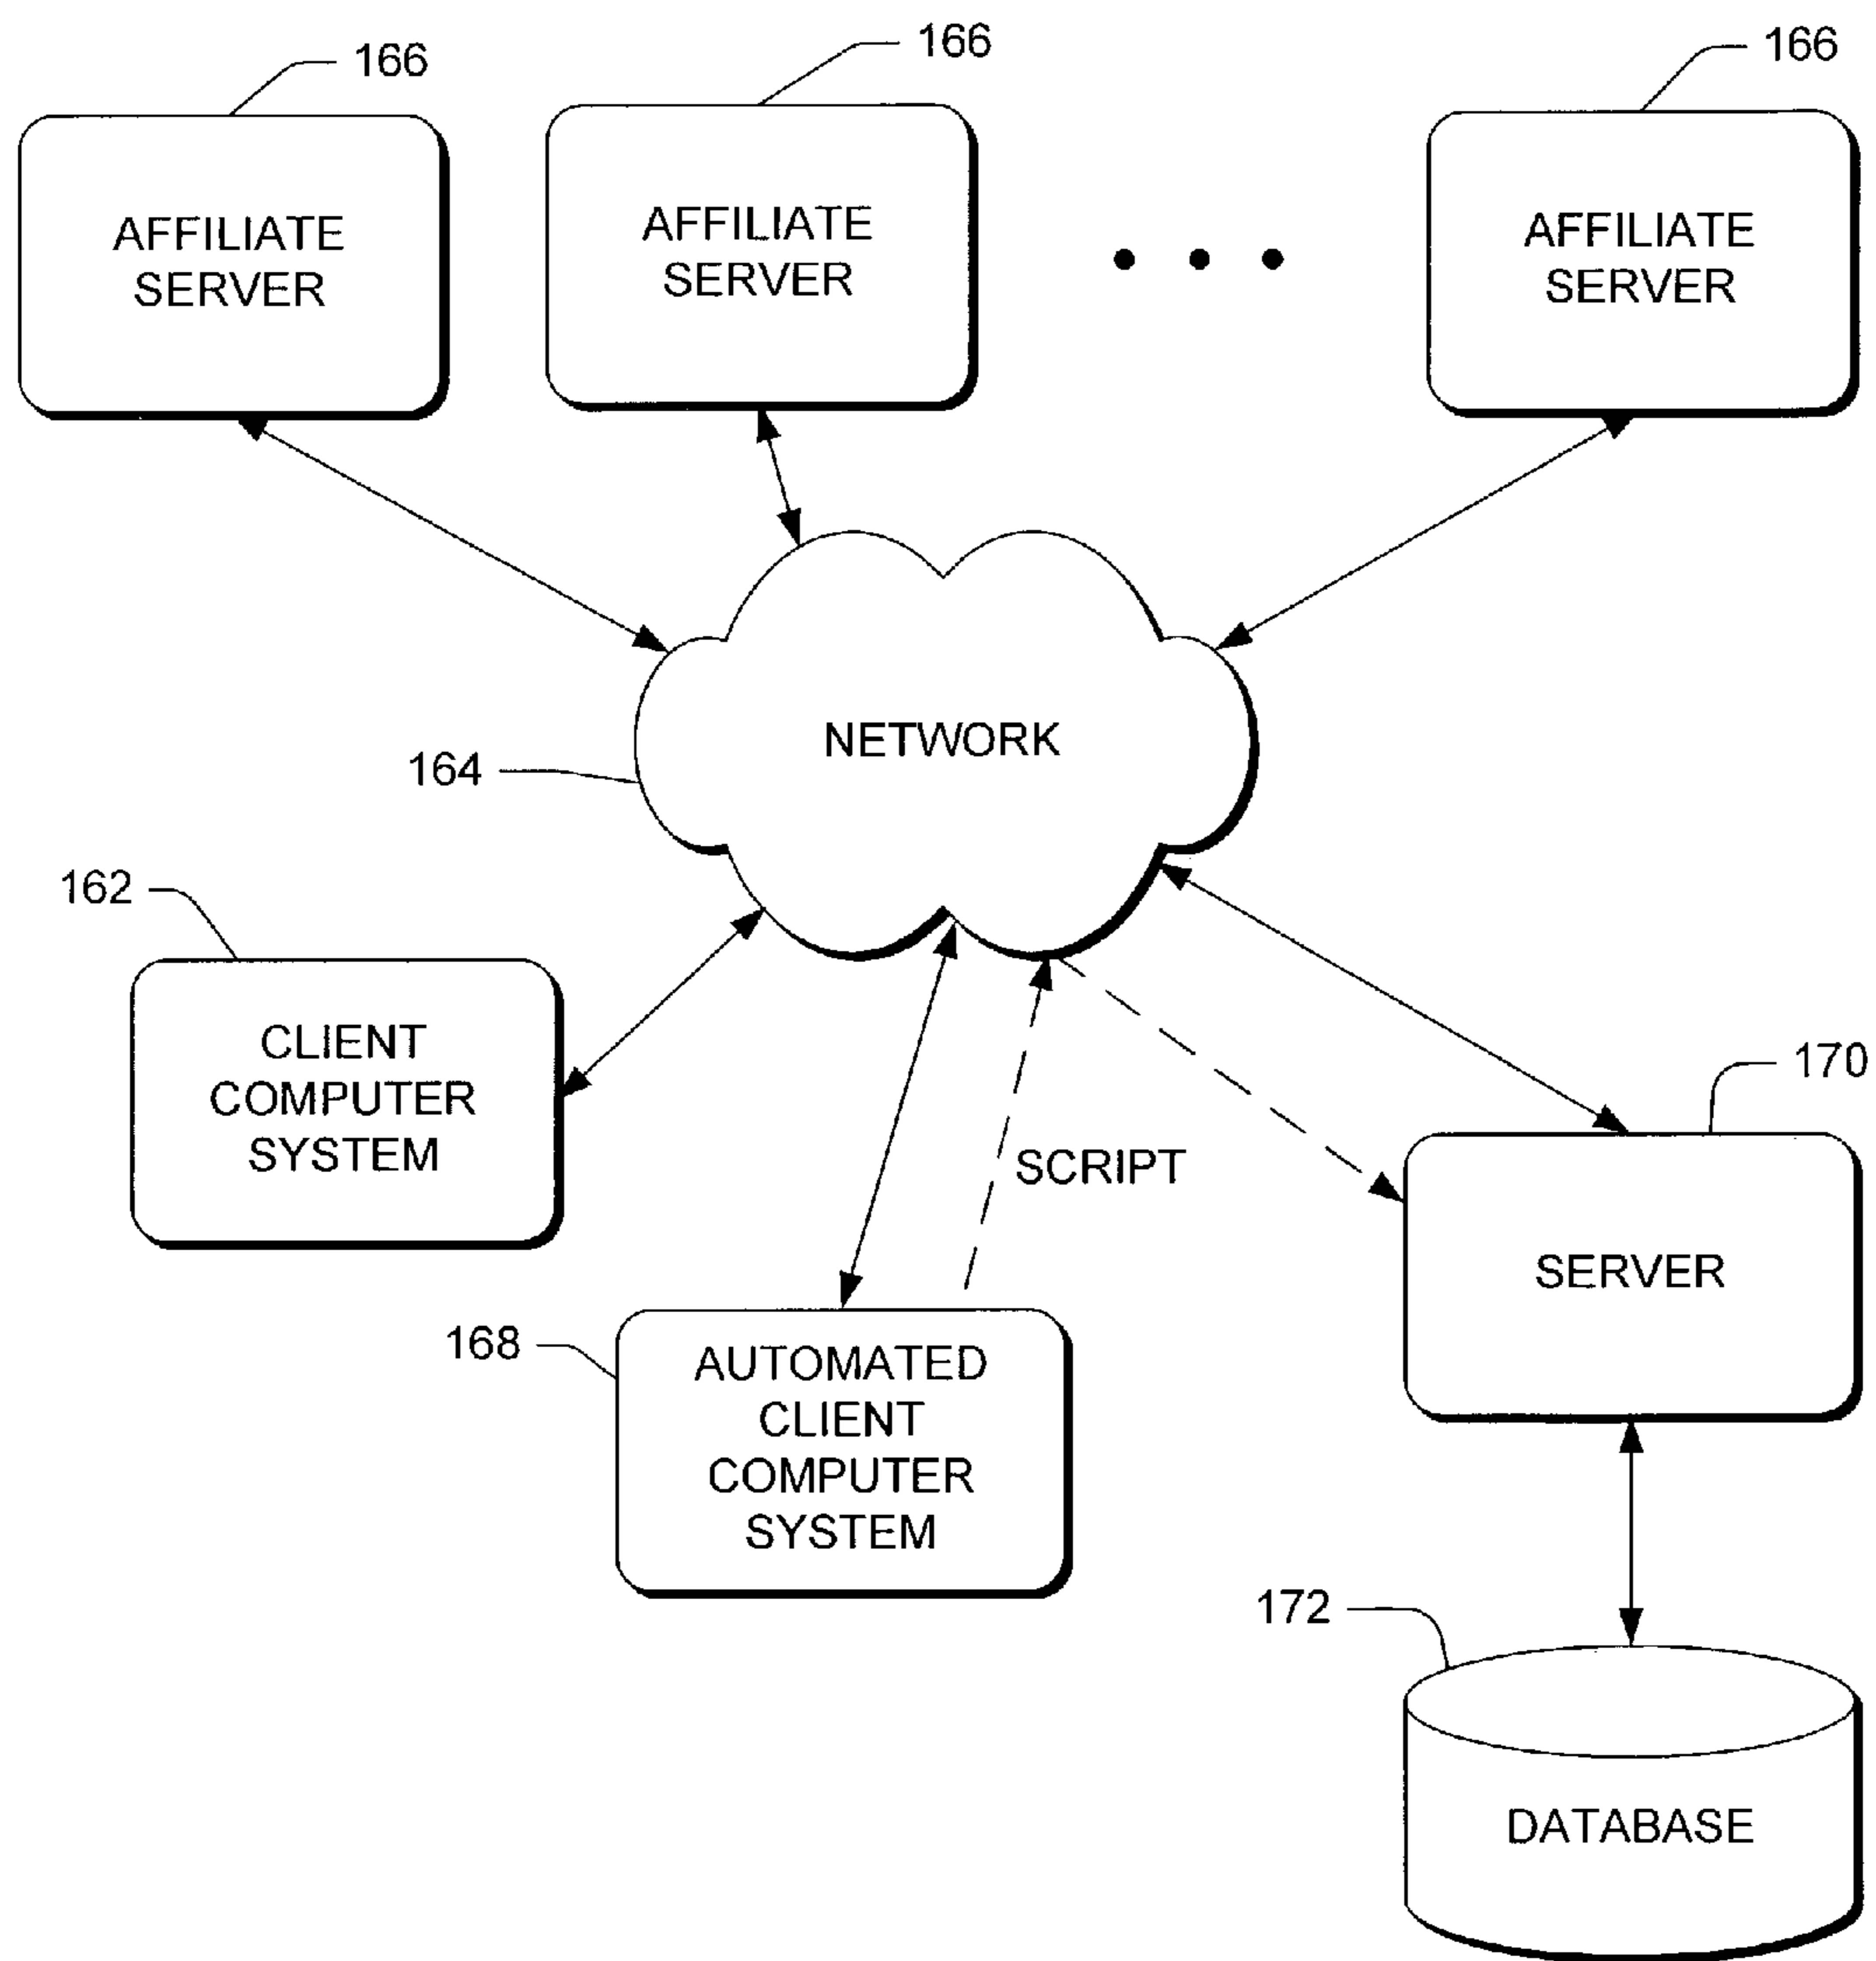 166
166
166
AFFILIATE
SERVER
AFFILIATE
SERVER
AFFILIATE
SERVER
NETWORK
164
162
CLIENT
COMPUTER
SYSTEM
170
SCRIPT
SERVER
168
AUTOMATED
CLIENT
COMPUTER
SYSTEM
172
DATABASE